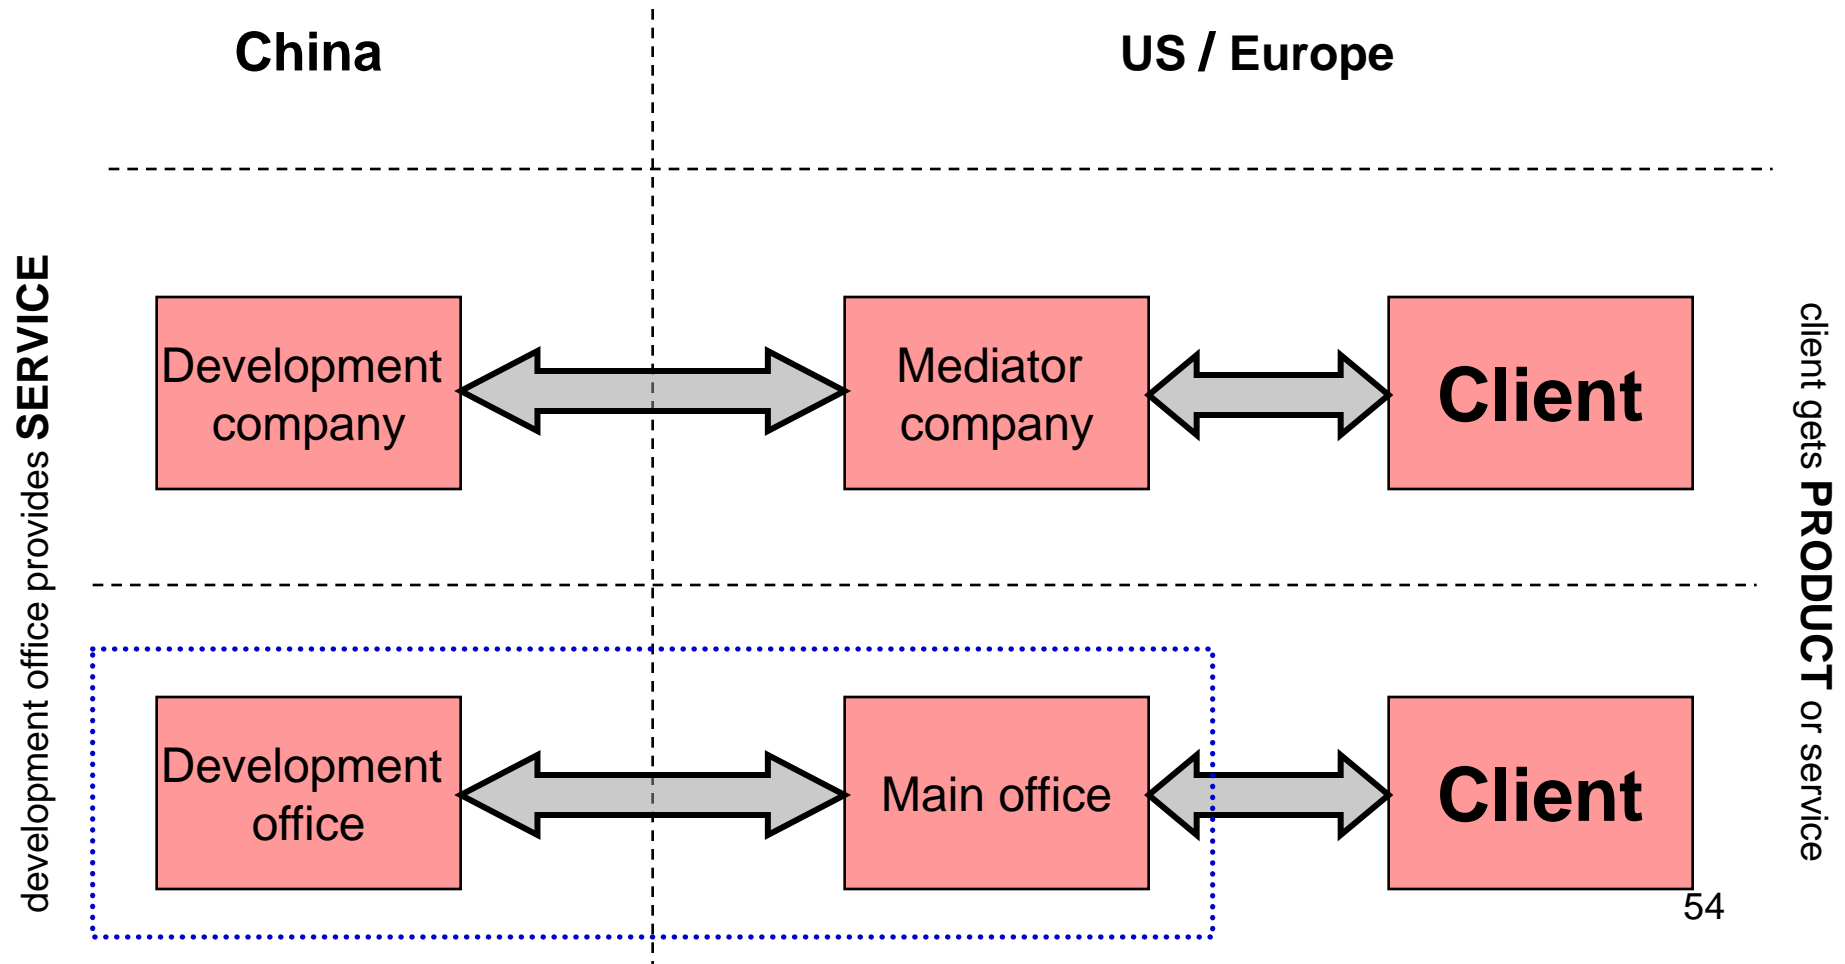 China
US / Europe
development office provides SERVICE
Development
company
Mediator
company
Client
client gets PRODUCT or service
Development
office
Main office
Client
54